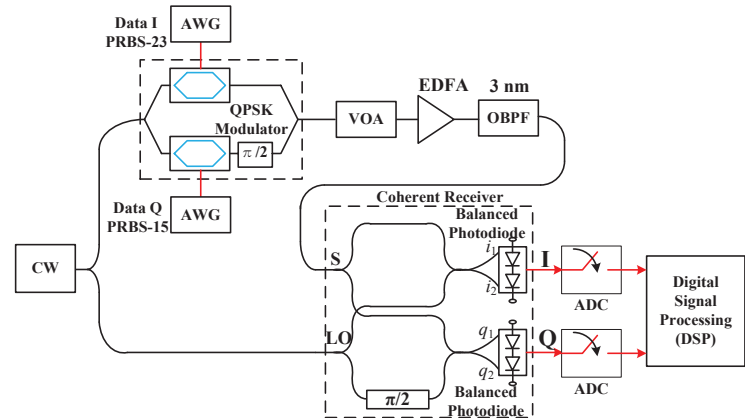 Data I
PRBS-23
AWG
QPSK
Modulator
π/2
Data Q
PRBS-15
AWG
VOA
EDFA
3 nm
OBPF
CW
Coherent Receiver
Balanced
Photodiode
S
i1
i2
I
ADC
LO
q1
q2
Q
ADC
π/2
Balanced
Photodiode
Digital
Signal
Processing
(DSP)